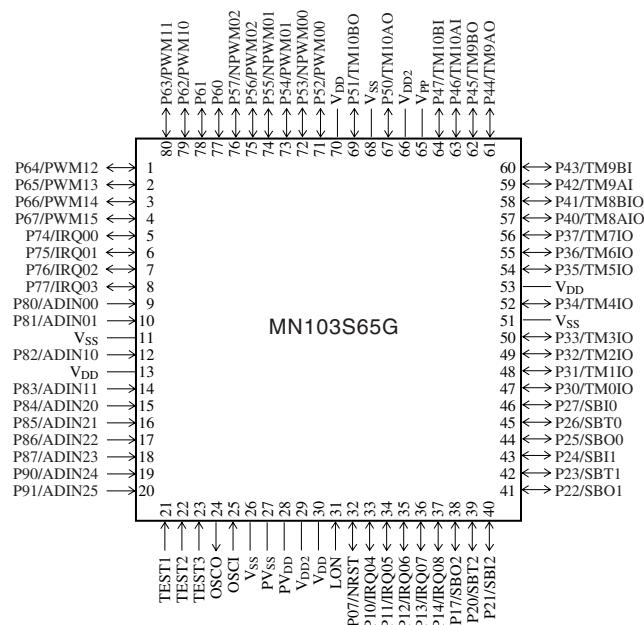 P63/PWM11
P62/PWM10
P61
P60
P57/NPWM02
P56/PWM02
P55/NPWM01
P54/PWM01
P53/NPWM00
P52/PWM00
VDD
P51/TM10BO
VSS
P50/TM10AO
VDD2
VPP
P47/TM10BI
P46/TM10AI
P45/TM9BO
P44/TM9AO
80 79 78 77 76 75 74 73 72 71 70 69 68 67 66 65 64 63 62 61
P64/PWM12 1
P65/PWM13 2
P66/PWM14 3
P67/PWM15 4
P74/IRQ00 5
P75/IRQ01 6
P76/IRQ02 7
P77/IRQ03 8
P80/ADIN00 9
P81/ADIN01 10
VSS 11
P82/ADIN10 12
VDD 13
P83/ADIN11 14
P84/ADIN20 15
P85/ADIN21 16
P86/ADIN22 17
P87/ADIN23 18
P90/ADIN24 19
P91/ADIN25 20
MN103S65G
60 P43/TM9BI
59 P42/TM9AI
58 P41/TM8BIO
57 P40/TM8AIO
56 P37/TM7IO
55 P36/TM6IO
54 P35/TM5IO
53 VDD
52 P34/TM4IO
51 VSS
50 P33/TM3IO
49 P32/TM2IO
48 P31/TM1IO
47 P30/TM0IO
46 P27/SBI0
45 P26/SBT0
44 P25/SBO0
43 P24/SBI1
42 P23/SBT1
41 P22/SBO1
21 22 23 24 25 26 27 28 29 30 31 32 33 34 35 36 37 38 39 40
TEST1
TEST2
TEST3
OSCO
OSCI
VSS
PVSS
PVDD
VDD2
VDD
LON
P07/NRST
P10/IRQ04
P11/IRQ05
P12/IRQ06
P13/IRQ07
P14/IRQ08
P17/SBO2
P20/SBT2
P21/SBI2